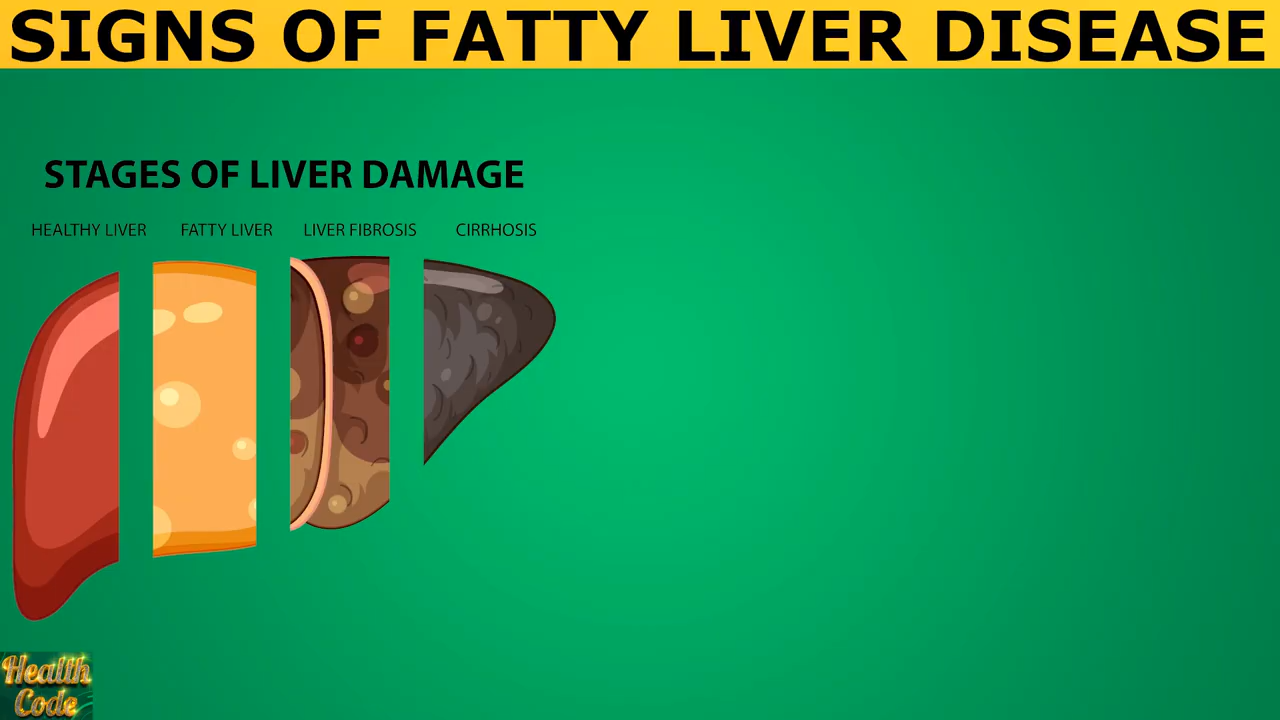 SIGNS OF FATTY LIVER DISEASE
STAGES OF LIVER DAMAGE
HEALTHY LIVER FATTY LIVER LIVER FIBROSIS CIRRHOSIS
Health
Code